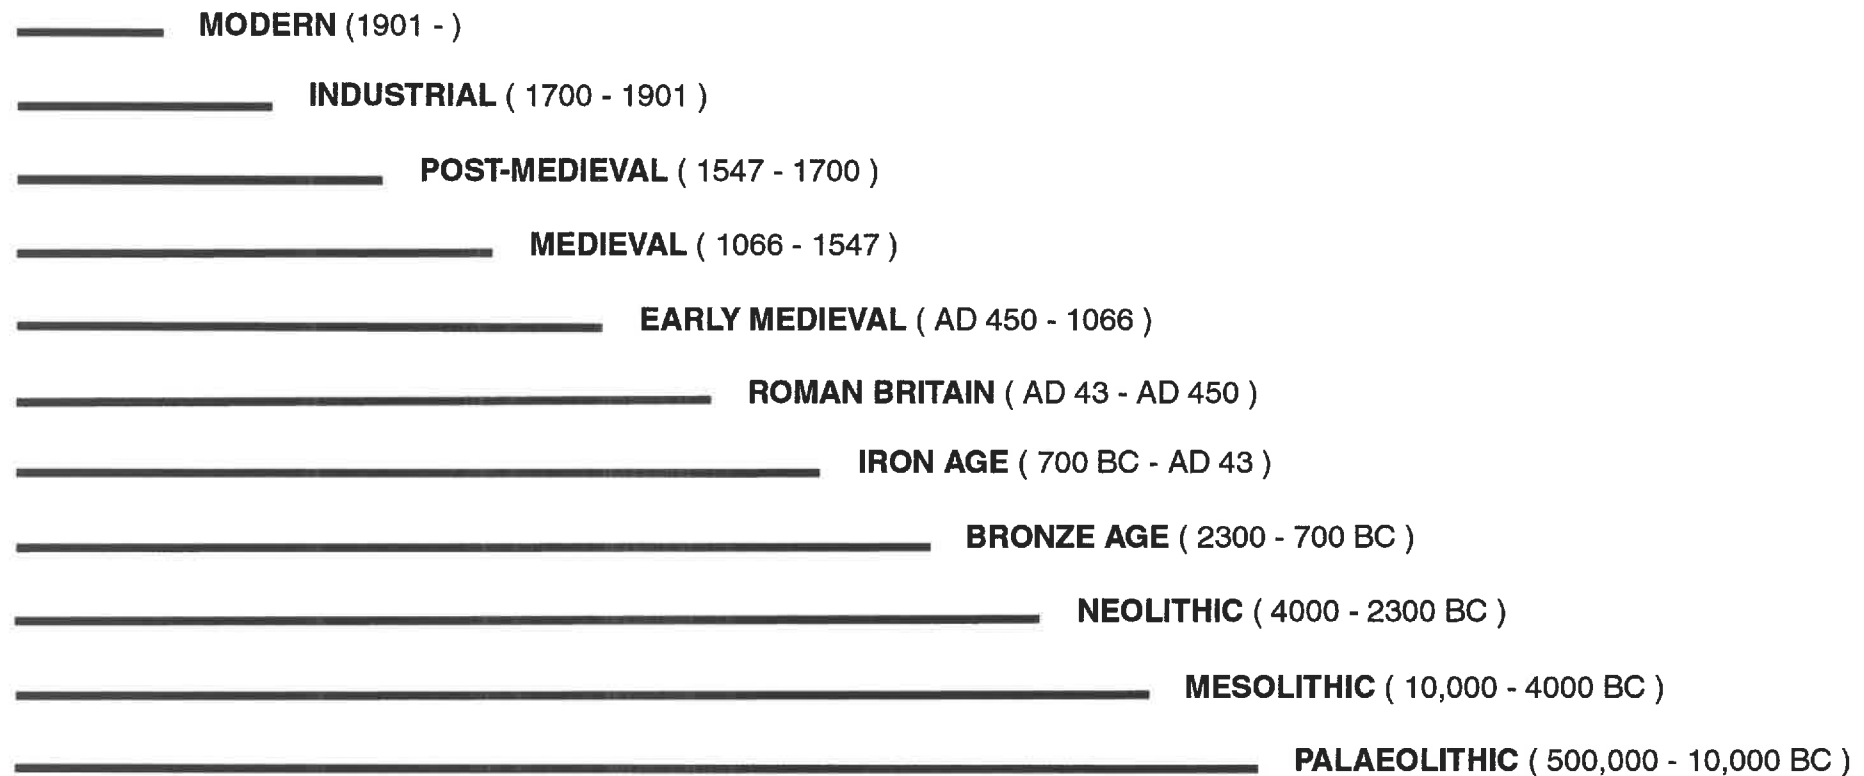 MODERN (1901 - )
INDUSTRIAL ( 1700 - 1901 )
POST-MEDIEVAL ( 1547 - 1700 )
MEDIEVAL ( 1066 - 1547 )
EARLY MEDIEVAL ( AD 450 - 1066 )
ROMAN BRITAIN ( AD 43 - AD 450 )
IRON AGE ( 700 BC - AD 43 )
BRONZE AGE ( 2300 - 700 BC )
NEOLITHIC ( 4000 - 2300 BC )
MESOLITHIC ( 10,000 - 4000 BC )
PALAEOLITHIC ( 500,000 - 10,000 BC )